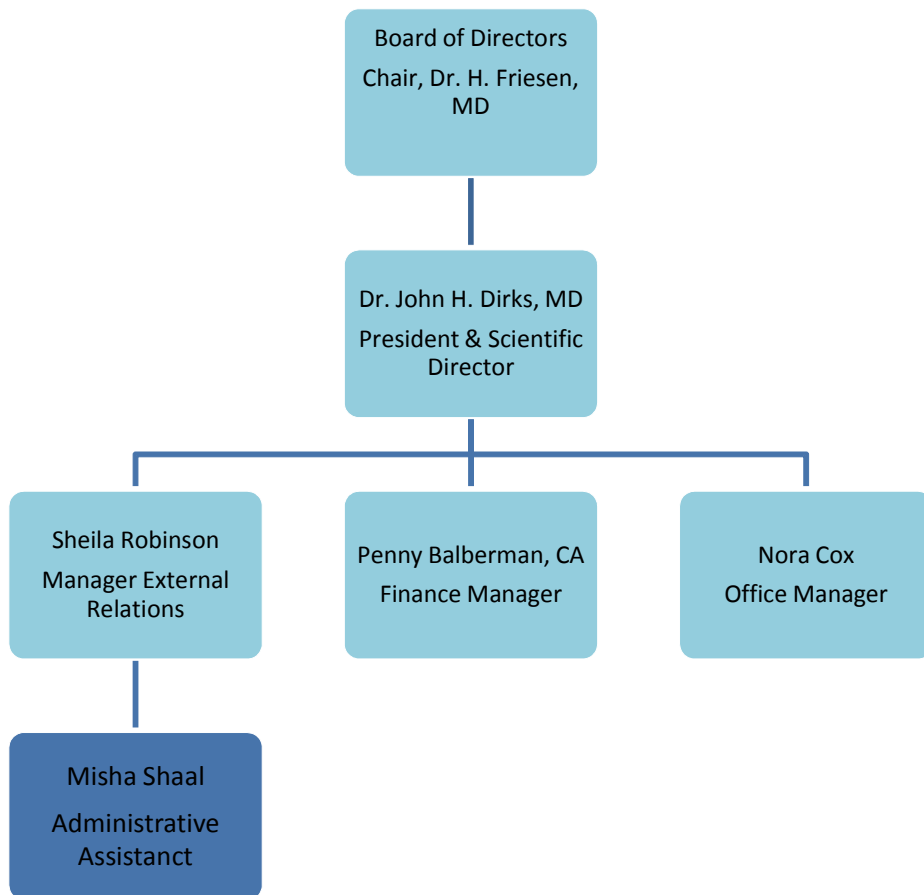 Board of Directors
Chair, Dr. H. Friesen,
MD
Dr. John H. Dirks, MD
President & Scientific
Director
Sheila Robinson
Manager External
Relations
Penny Balberman, CA
Finance Manager
Nora Cox
Office Manager
Misha Shaal
Administrative
Assistanct